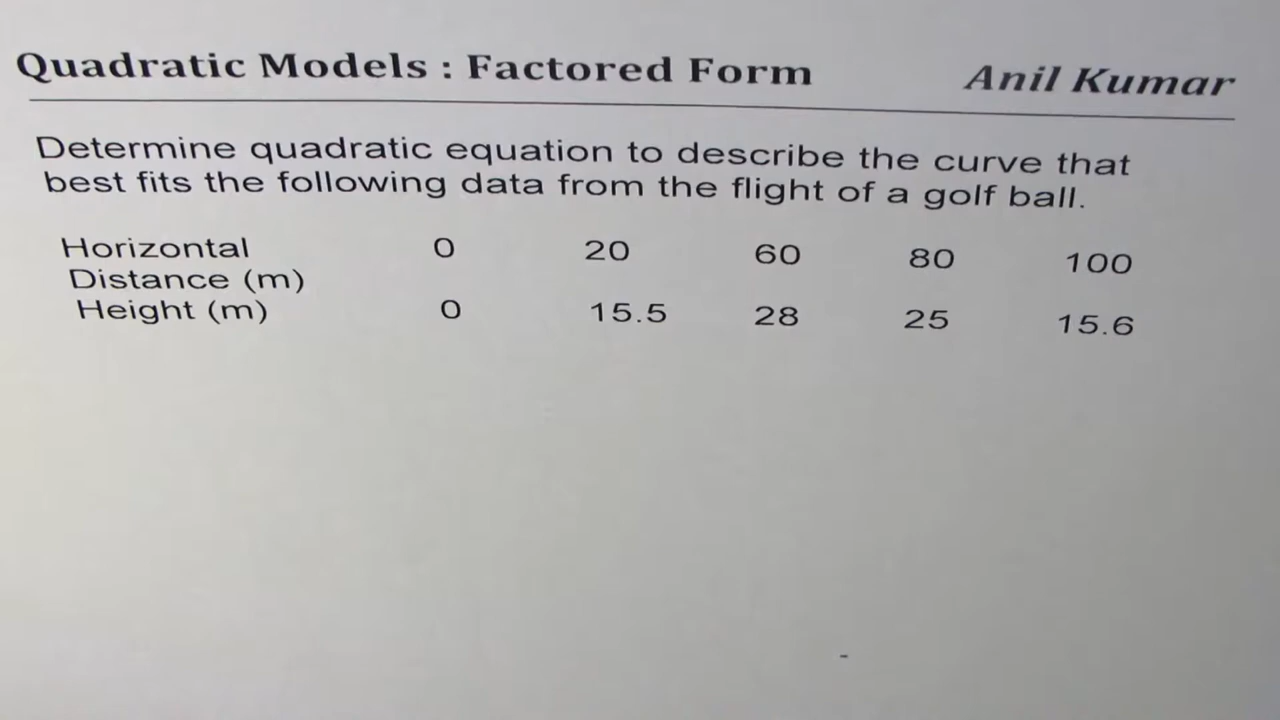 Quadratic Models : Factored Form Anil Kumar
Determine quadratic equation to describe the curve that
best fits the following data from the flight of a golf ball.
Horizontal 0 20 60 80 100
Distance (m)
Height (m) 0 15.5 28 25 15.6